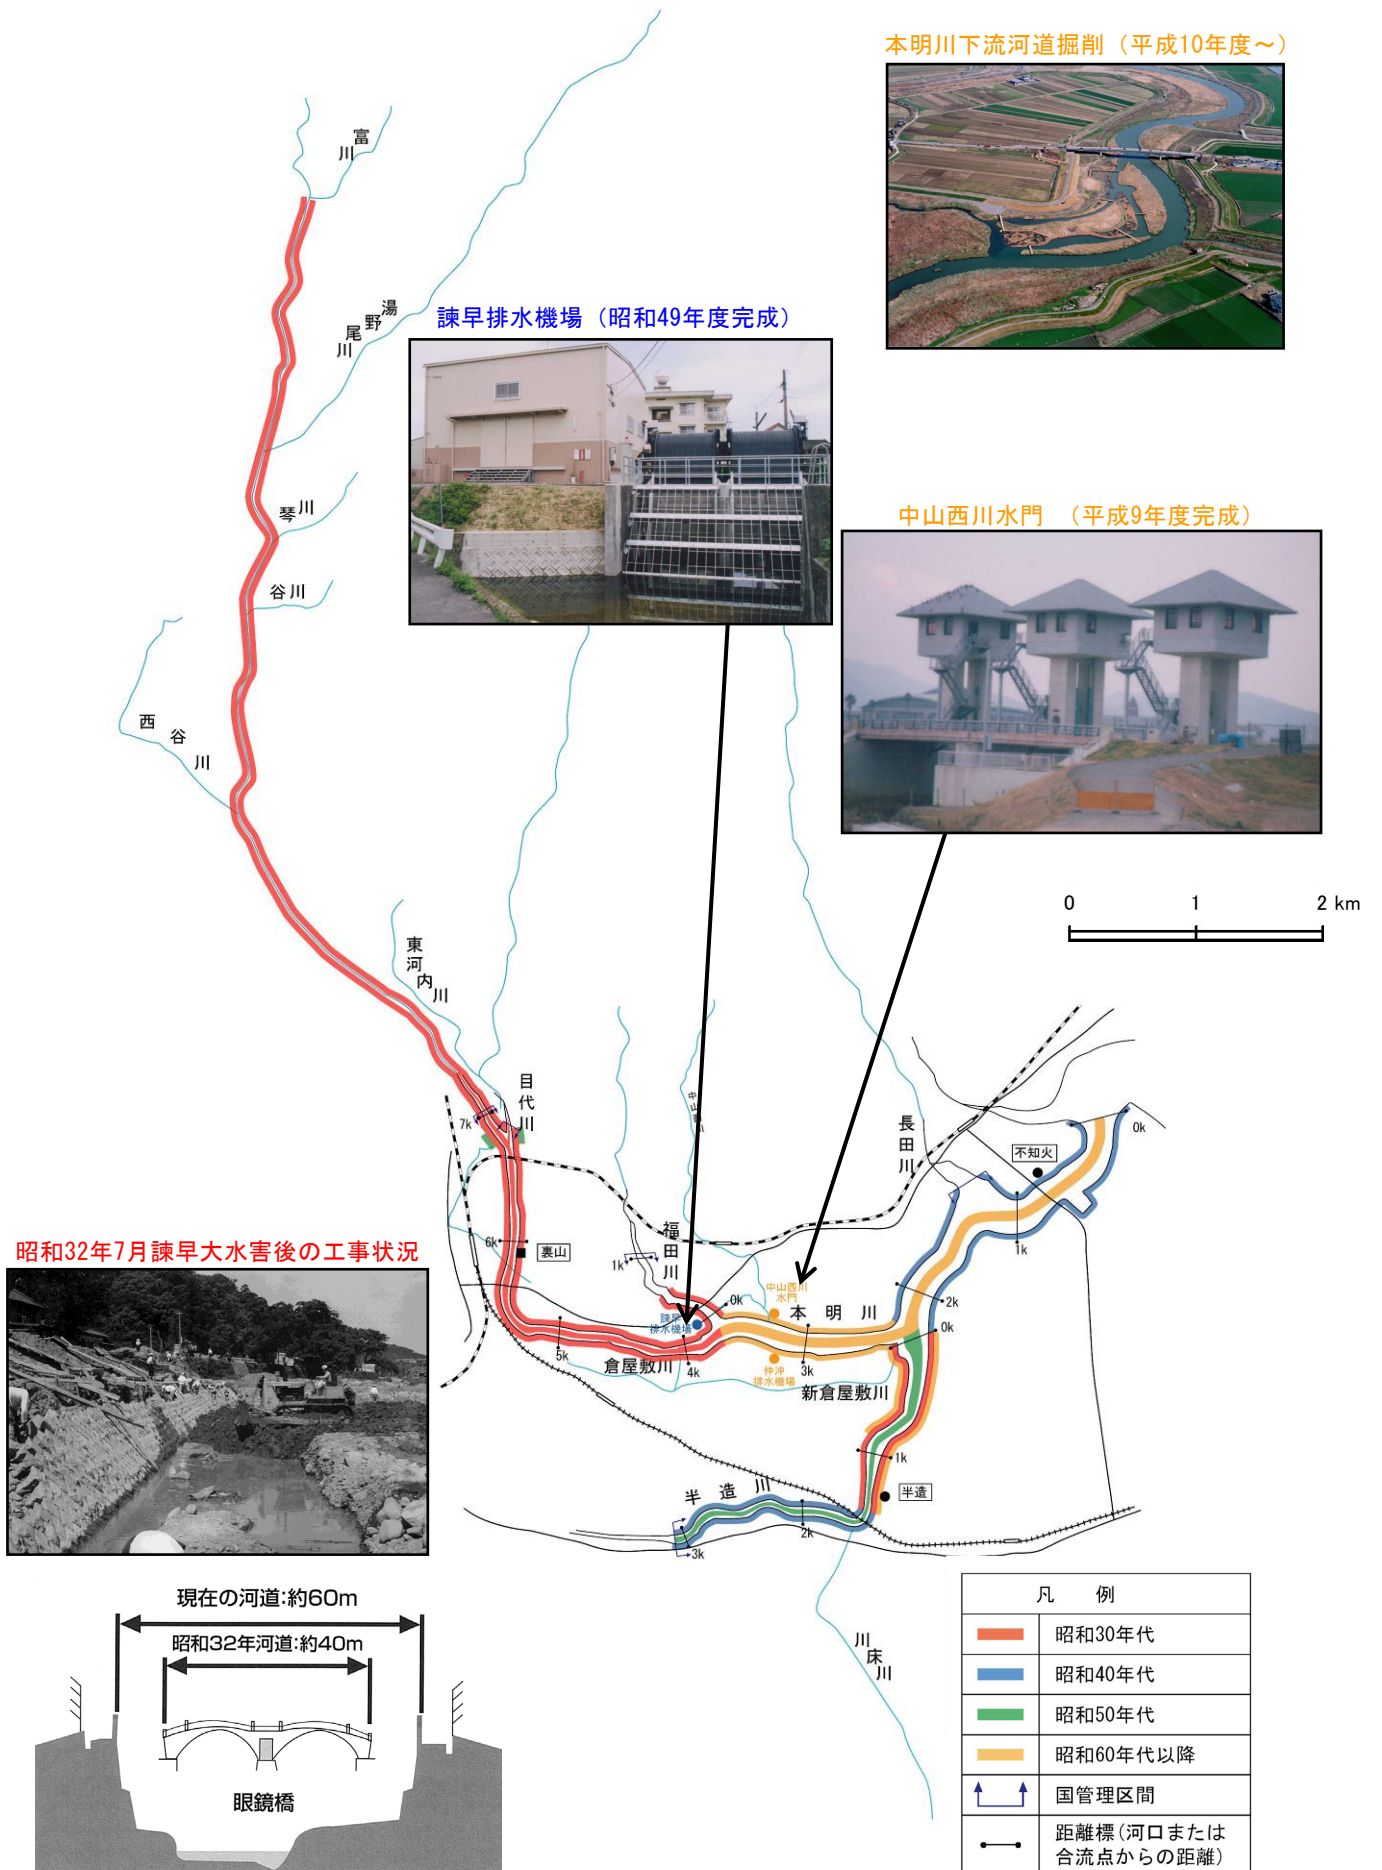 本明川下流河道掘削（平成10年度～）
富川
湯野尾川
諫早排水機場（昭和49年度完成）
中山西川水門　（平成9年度完成）
琴川
谷川
西谷川
0 1 2 km
東河内川
目代川
7k
長田川
0k
不知火
福田川
6k
裏山
1k
1k
昭和32年7月諫早大水害後の工事状況
中山西川
水門
0k
2k
本明川
諫早
排水機場
0k
5k
倉屋敷川
4k
3k
仲沖
排水機場
新倉屋敷川
1k
半造川
半造
2k
3k
現在の河道:約60m
昭和32年河道:約40m
眼鏡橋
川床川
凡　例
昭和30年代
昭和40年代
昭和50年代
昭和60年代以降
国管理区間
距離標(河口または
合流点からの距離)